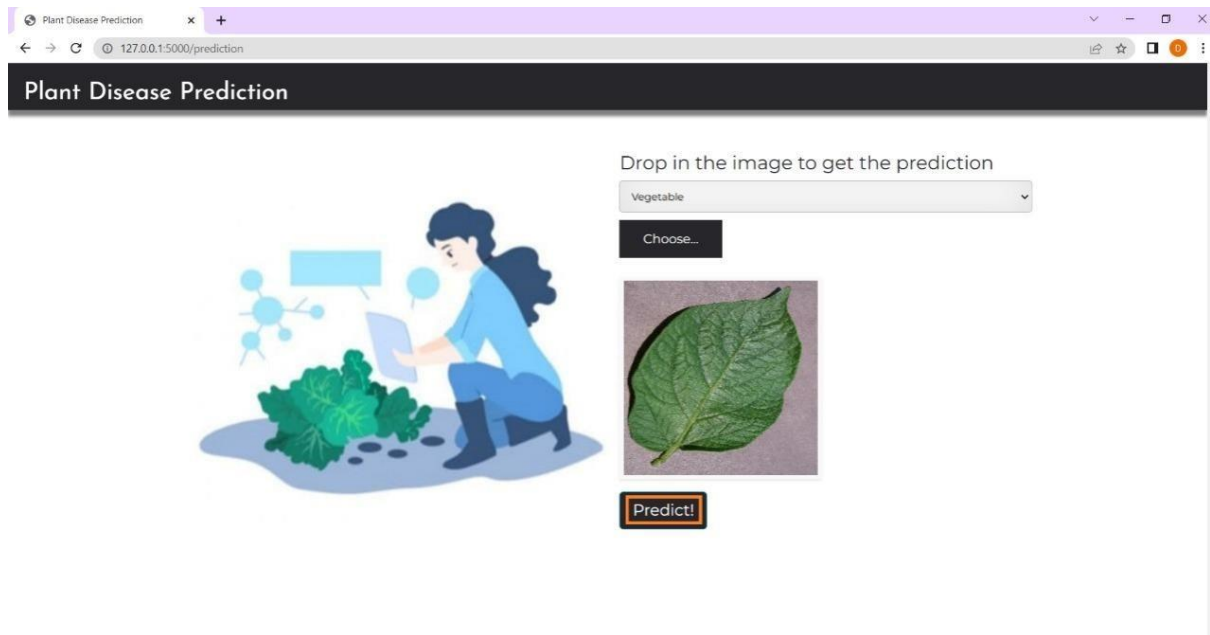 Plant Disease Prediction
127.0.0.1:5000/prediction
D
Plant Disease Prediction
Drop in the image to get the prediction
Vegetable
Choose...
Predict!